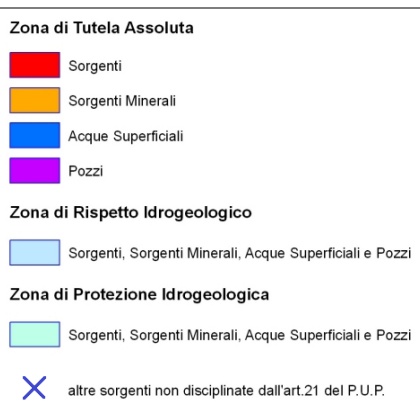 Zona di Tutela Assoluta
Sorgenti
Sorgenti Minerali
Acque Superficiali
Pozzi
Zona di Rispetto Idrogeologico
Sorgenti, Sorgenti Minerali, Acque Superficiali e Pozzi
Zona di Protezione Idrogeologica
Sorgenti, Sorgenti Minerali, Acque Superficiali e Pozzi
altre sorgenti non disciplinate dall'art.21 del P.U.P.